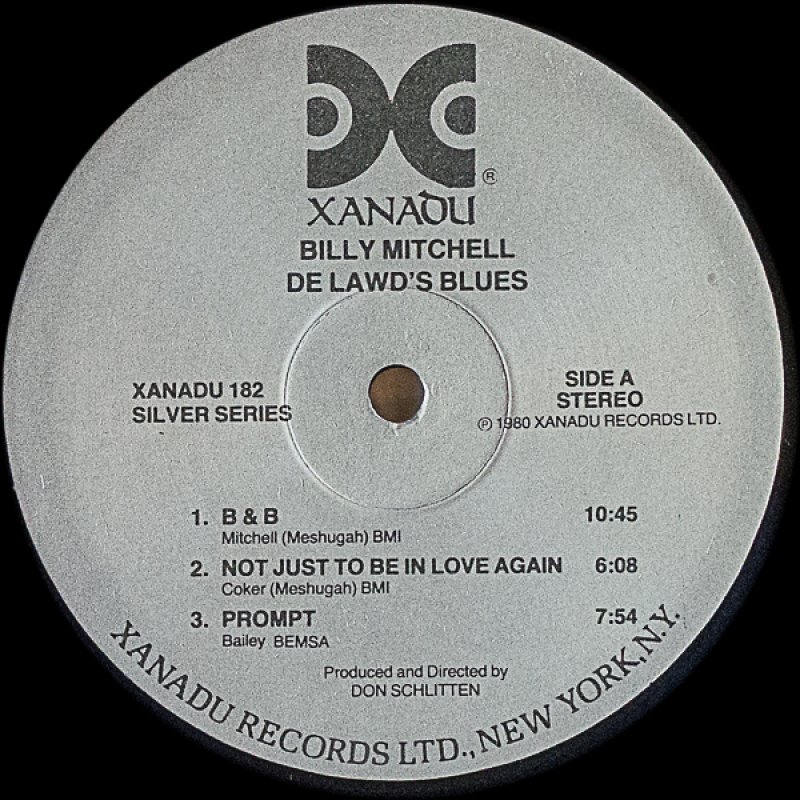 ®
XANADU
BILLY MITCHELL
DE LAWD'S BLUES
XANADU 182
SILVER SERIES
SIDE A
STEREO
℗ 1980 XANADU RECORDS LTD.
1. B & B 10:45
Mitchell (Meshugah) BMI
2. NOT JUST TO BE IN LOVE AGAIN 6:08
Coker (Meshugah) BMI
3. PROMPT 7:54
Bailey BEMSA
Produced and Directed by
DON SCHLITTEN
XANADU RECORDS LTD., NEW YORK, N.Y.